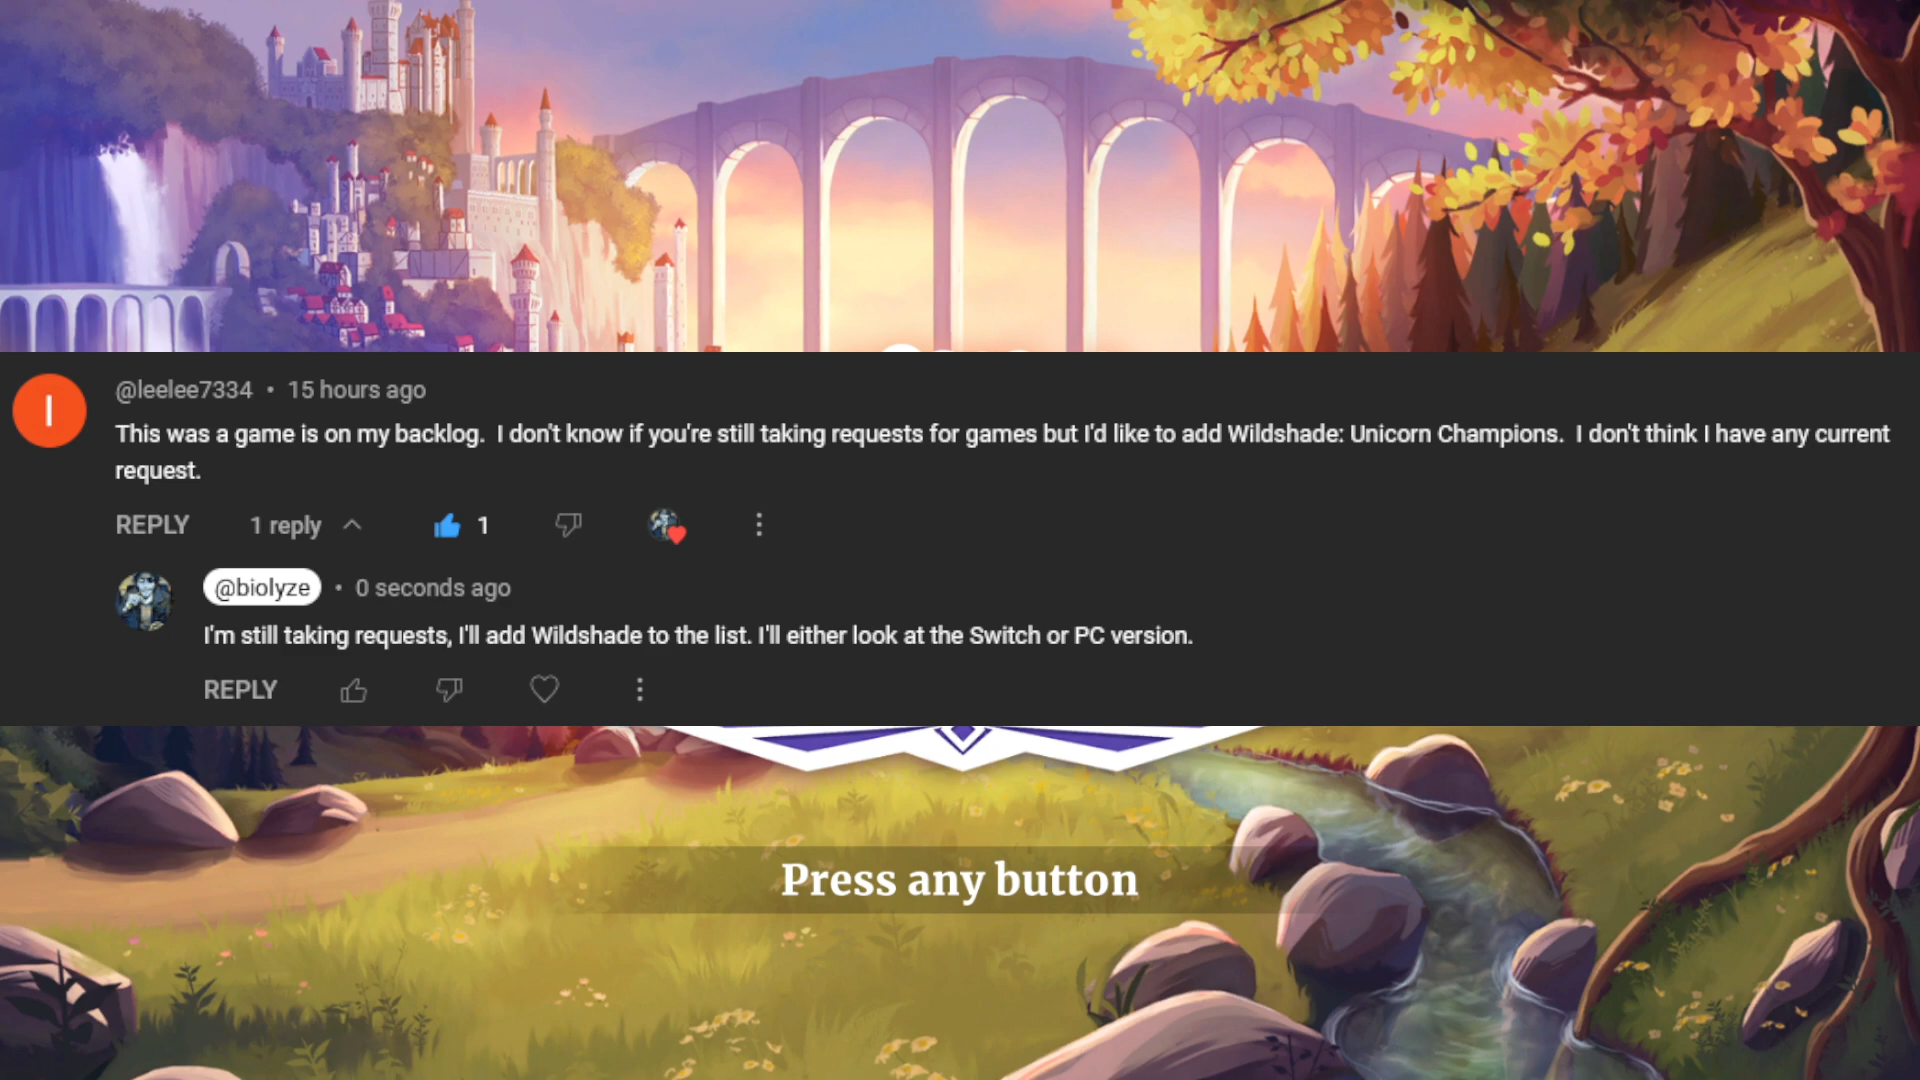 I
@leelee7334 • 15 hours ago
This was a game is on my backlog.  I don't know if you're still taking requests for games but I'd like to add Wildshade: Unicorn Champions.  I don't think I have any current
request.
REPLY 1 reply 1
@biolyze • 0 seconds ago
I'm still taking requests, I'll add Wildshade to the list. I'll either look at the Switch or PC version.
REPLY
Press any button